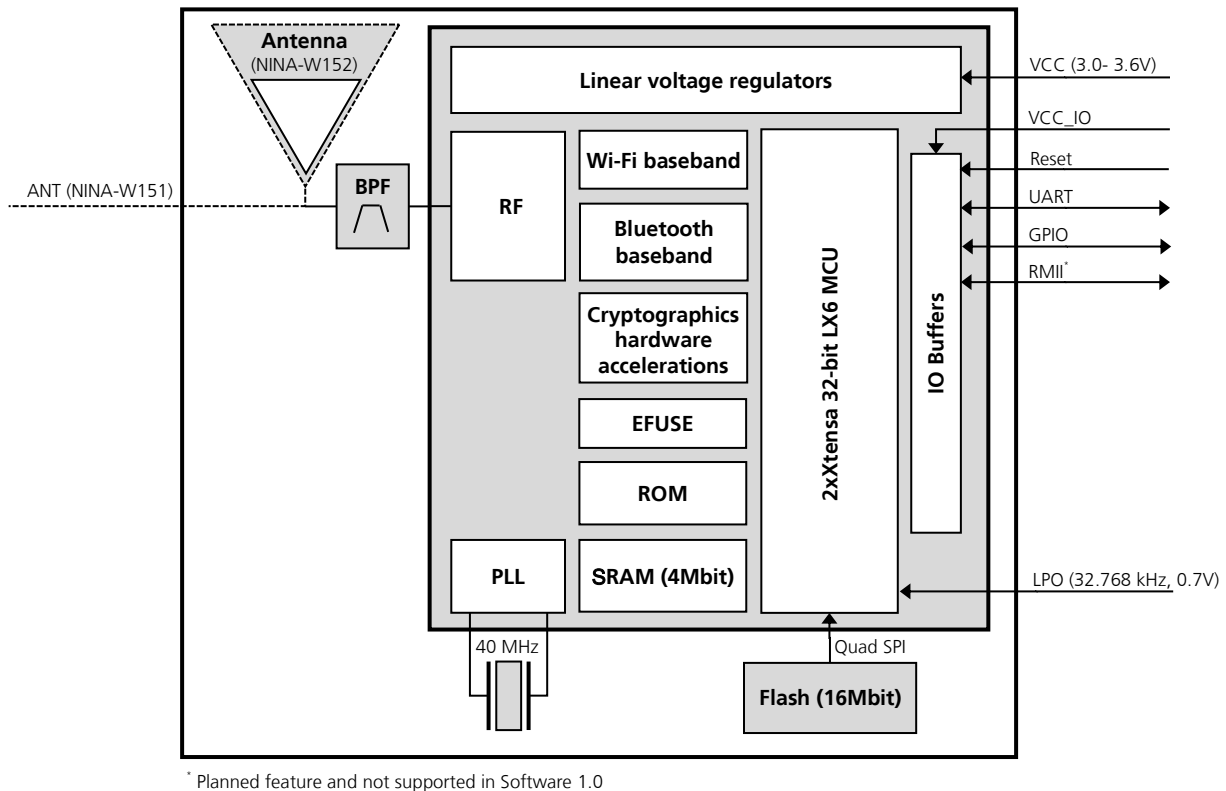 Antenna
(NINA-W152)
Linear voltage regulators
VCC (3.0- 3.6V)
VCC_IO
Wi-Fi baseband
Reset
ANT (NINA-W151)
BPF
RF
UART
Bluetooth
baseband
GPIO
RMII*
Cryptographics
hardware
accelerations
2xXtensa 32-bit LX6 MCU
IO Buffers
EFUSE
ROM
PLL
SRAM (4Mbit)
LPO (32.768 kHz, 0.7V)
40 MHz
Quad SPI
Flash (16Mbit)
* Planned feature and not supported in Software 1.0